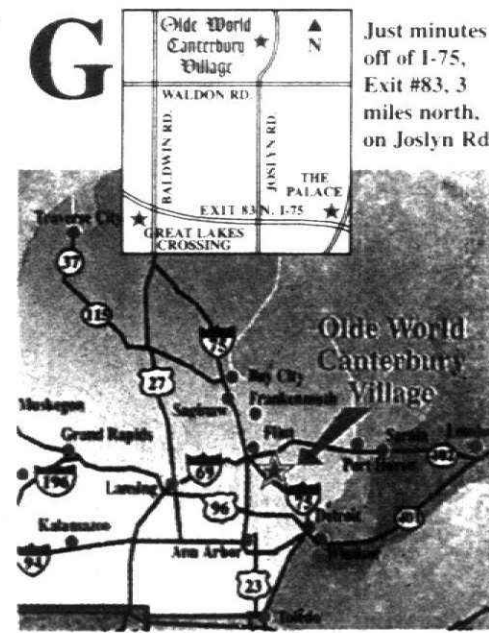 G
Olde World
Canterbury
Village
N
WALDON RD.
BALDWIN RD.
JOSLYN RD.
THE
PALACE
EXIT 83 N. I-75
GREAT LAKES
CROSSING
Just minutes
off of I-75,
Exit #83, 3
miles north,
on Joslyn Rd
Traverse City
37
115
27
75
Olde World
Canterbury
Village
Bay City
Frankenmuth
Saginaw
Muskegon
Grand Rapids
Flint
Sarnia
Port Huron
402
196
69
Lansing
96
Detroit
401
Kalamazoo
Ann Arbor
Windsor
94
23
Toledo